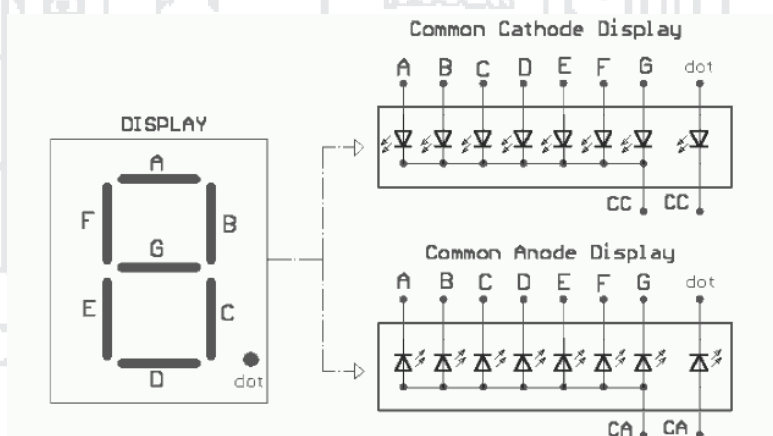 Common Cathode Display
A B C D E F G dot
CC CC
DISPLAY
A
F B
G
E C
D dot
Common Anode Display
A B C D E F G dot
CA CA